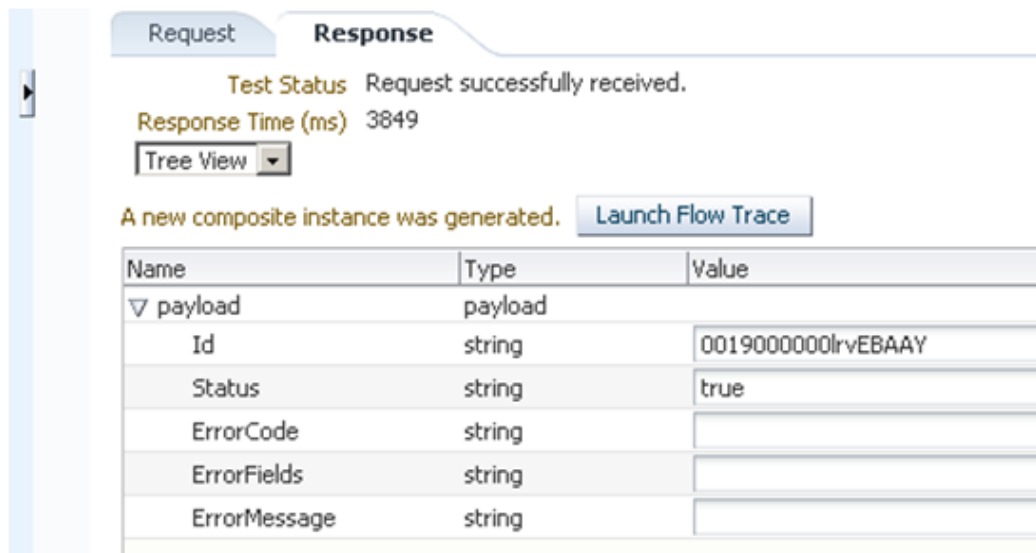 Request Response
Test Status Request successfully received.
Response Time (ms) 3849
Tree View
A new composite instance was generated. Launch Flow Trace
Name Type Value
payload payload
Id string 0019000000lrvEBAAY
Status string true
ErrorCode string
ErrorFields string
ErrorMessage string